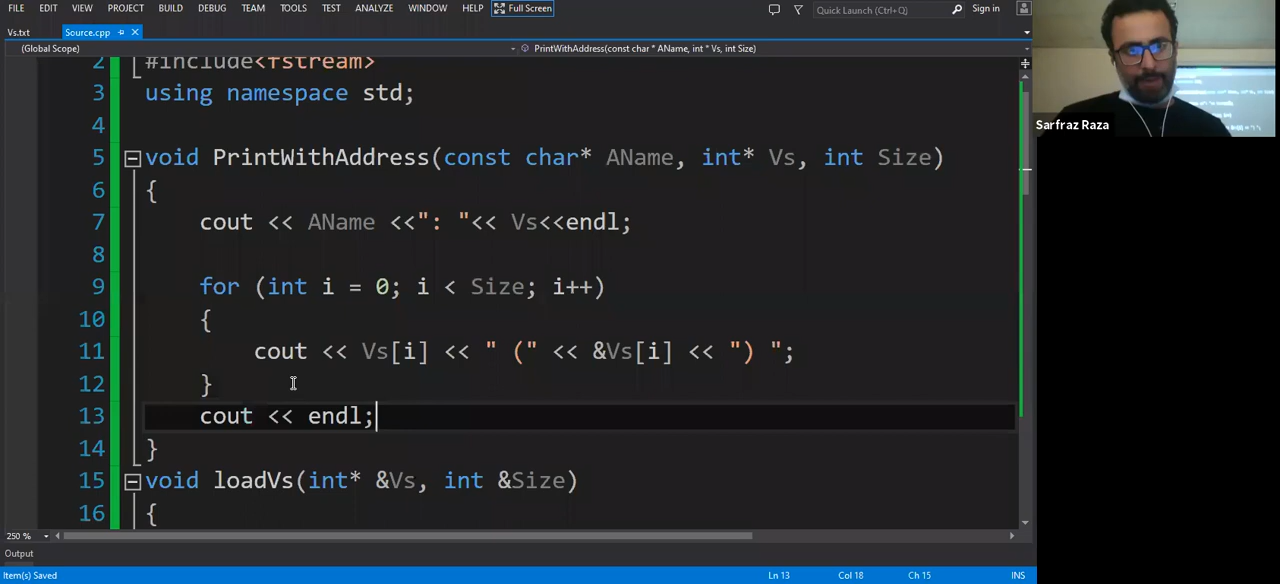 FILE EDIT VIEW PROJECT BUILD DEBUG TEAM TOOLS TEST ANALYZE WINDOW HELP Full Screen Quick Launch (Ctrl+Q) Sign in
Vs.txt Source.cpp
(Global Scope) PrintWithAddress(const char * AName, int * Vs, int Size)
2 #include<fstream>
3 using namespace std;
4
5 void PrintWithAddress(const char* AName, int* Vs, int Size)
6 {
7 cout << AName <<": "<< Vs<<endl;
8
9 for (int i = 0; i < Size; i++)
10 {
11 cout << Vs[i] << " (" << &Vs[i] << ") ";
12 }
13 cout << endl;
14 }
15 void loadVs(int* &Vs, int &Size)
16 {
250 %
Output
Item(s) Saved Ln 13 Col 18 Ch 15 INS
Sarfraz Raza